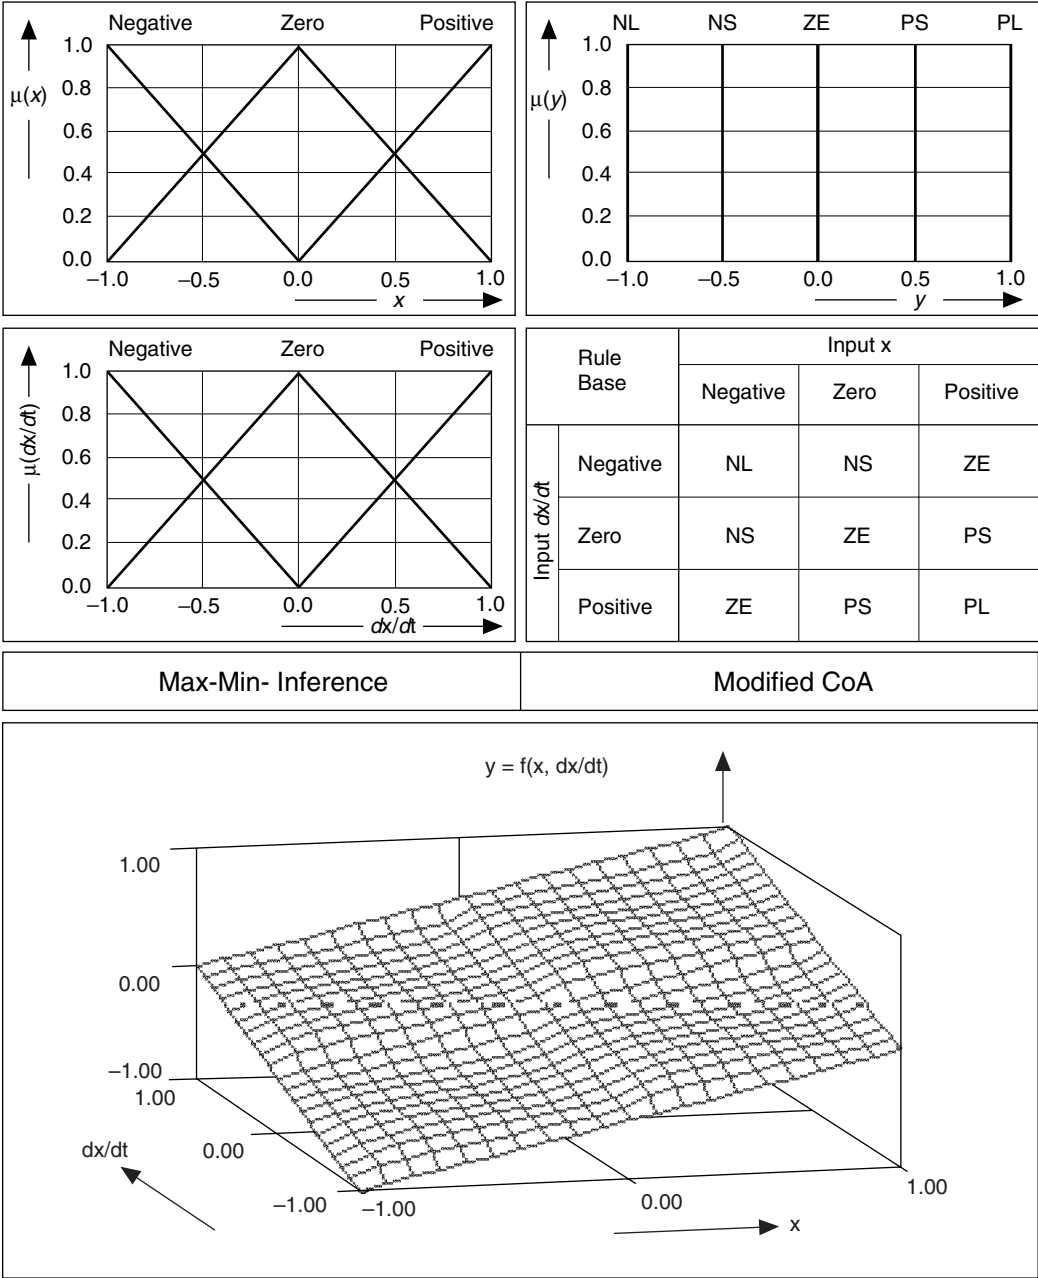 Negative Zero Positive
1.0
0.8
μ(x)
0.6
0.4
0.2
0.0
–1.0 –0.5 0.0 0.5 1.0
x
NL NS ZE PS PL
1.0
0.8
μ(y)
0.6
0.4
0.2
0.0
–1.0 –0.5 0.0 0.5 1.0
y
Negative Zero Positive
1.0
0.8
μ(dx/dt)
0.6
0.4
0.2
0.0
–1.0 –0.5 0.0 0.5 1.0
dx/dt
Rule Base
Input x
Negative Zero Positive
Input dx/dt
Negative NL NS ZE
Zero NS ZE PS
Positive ZE PS PL
Max-Min- Inference
Modified CoA
y = f(x, dx/dt)
1.00
0.00
–1.00
1.00
0.00
–1.00
dx/dt
–1.00
0.00
1.00
x